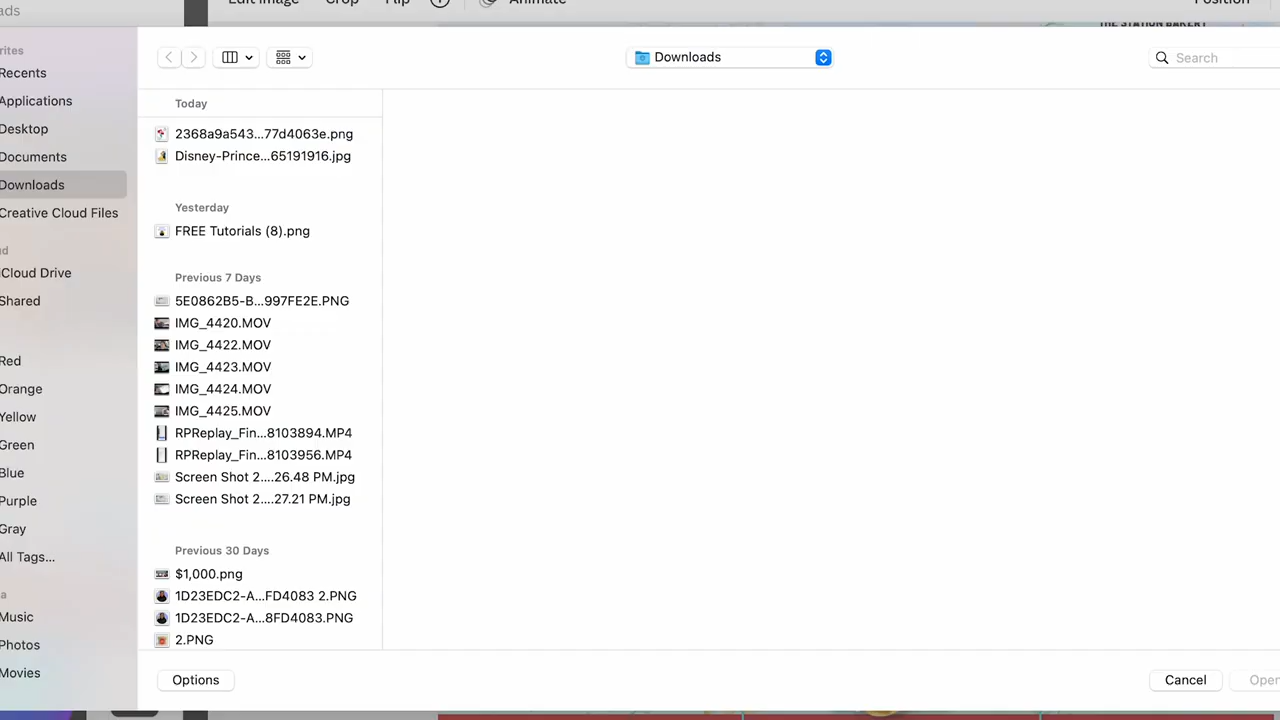 ads
Edit image Crop Flip Animate Position
THE STATION BAKERY
rites
Recents
Applications
Desktop
Documents
Downloads
Creative Cloud Files
d
iCloud Drive
Shared
Red
Orange
Yellow
Green
Blue
Purple
Gray
All Tags...
a
Music
Photos
Movies
Downloads
Search
Today
2368a9a543...77d4063e.png
Disney-Prince...65191916.jpg
Yesterday
FREE Tutorials (8).png
Previous 7 Days
5E0862B5-B...997FE2E.PNG
IMG_4420.MOV
IMG_4422.MOV
IMG_4423.MOV
IMG_4424.MOV
IMG_4425.MOV
RPReplay_Fin...8103894.MP4
RPReplay_Fin...8103956.MP4
Screen Shot 2....26.48 PM.jpg
Screen Shot 2....27.21 PM.jpg
Previous 30 Days
$1,000.png
1D23EDC2-A...FD4083 2.PNG
1D23EDC2-A...8FD4083.PNG
2.PNG
Options
Cancel
Open